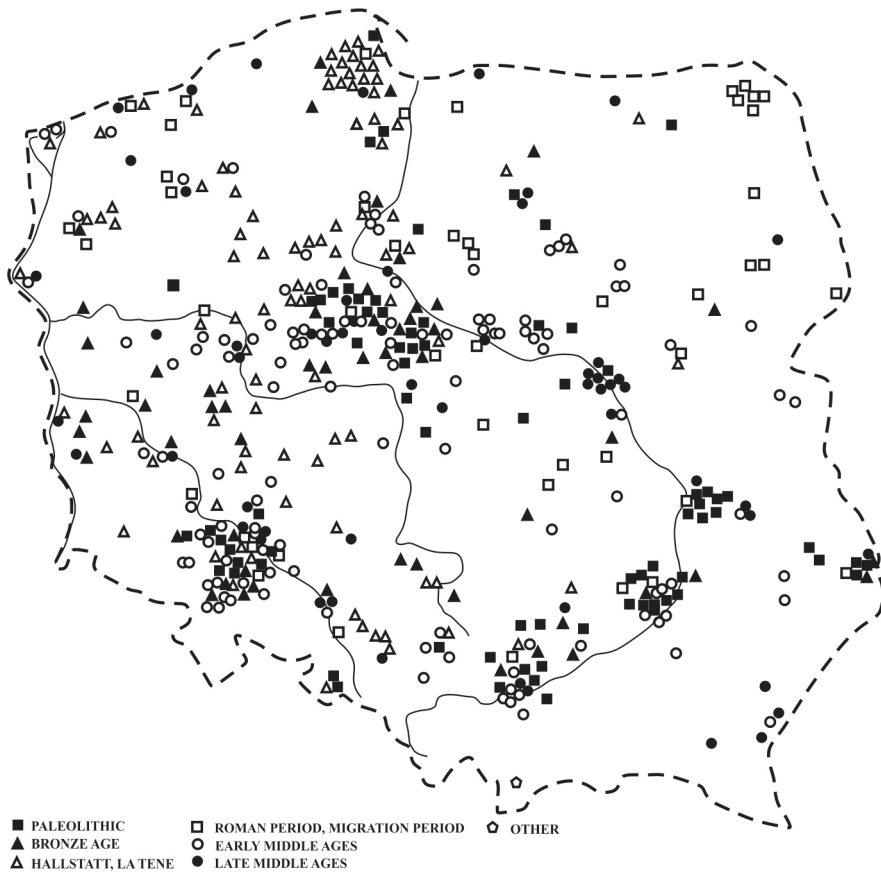 PALEOLITHIC
BRONZE AGE
HALLSTATT, LA TENE
ROMAN PERIOD, MIGRATION PERIOD
EARLY MIDDLE AGES
LATE MIDDLE AGES
OTHER